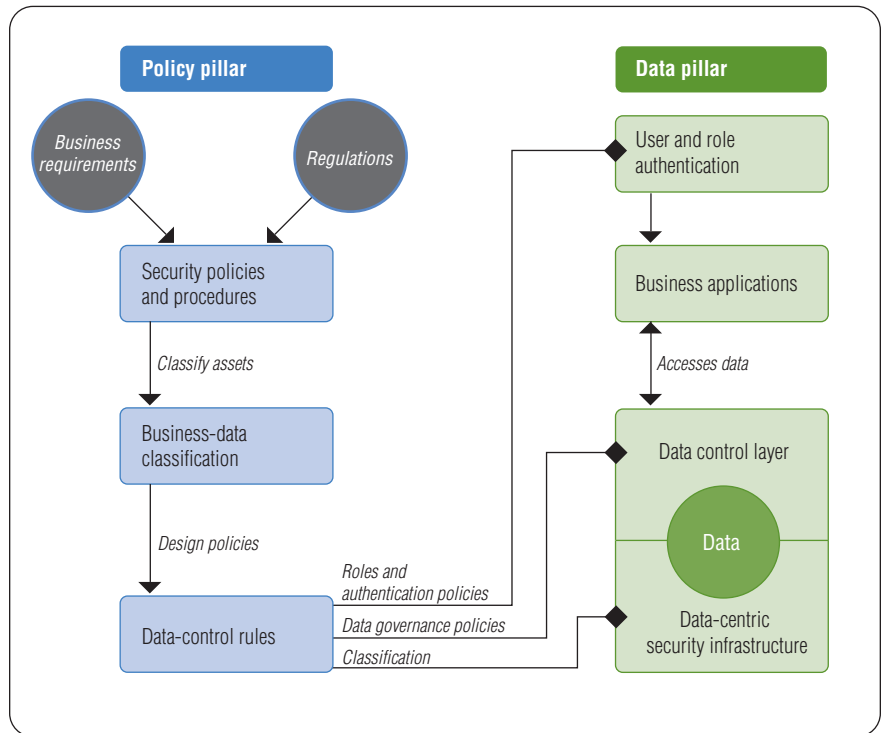 Policy pillar
Data pillar
Business
requirements
Regulations
User and role
authentication
Security policies
and procedures
Business applications
Classify assets
Accesses data
Business-data
classification
Data control layer
Design policies
Data
Roles and
authentication policies
Data-control rules
Data governance policies
Classification
Data-centric
security infrastructure